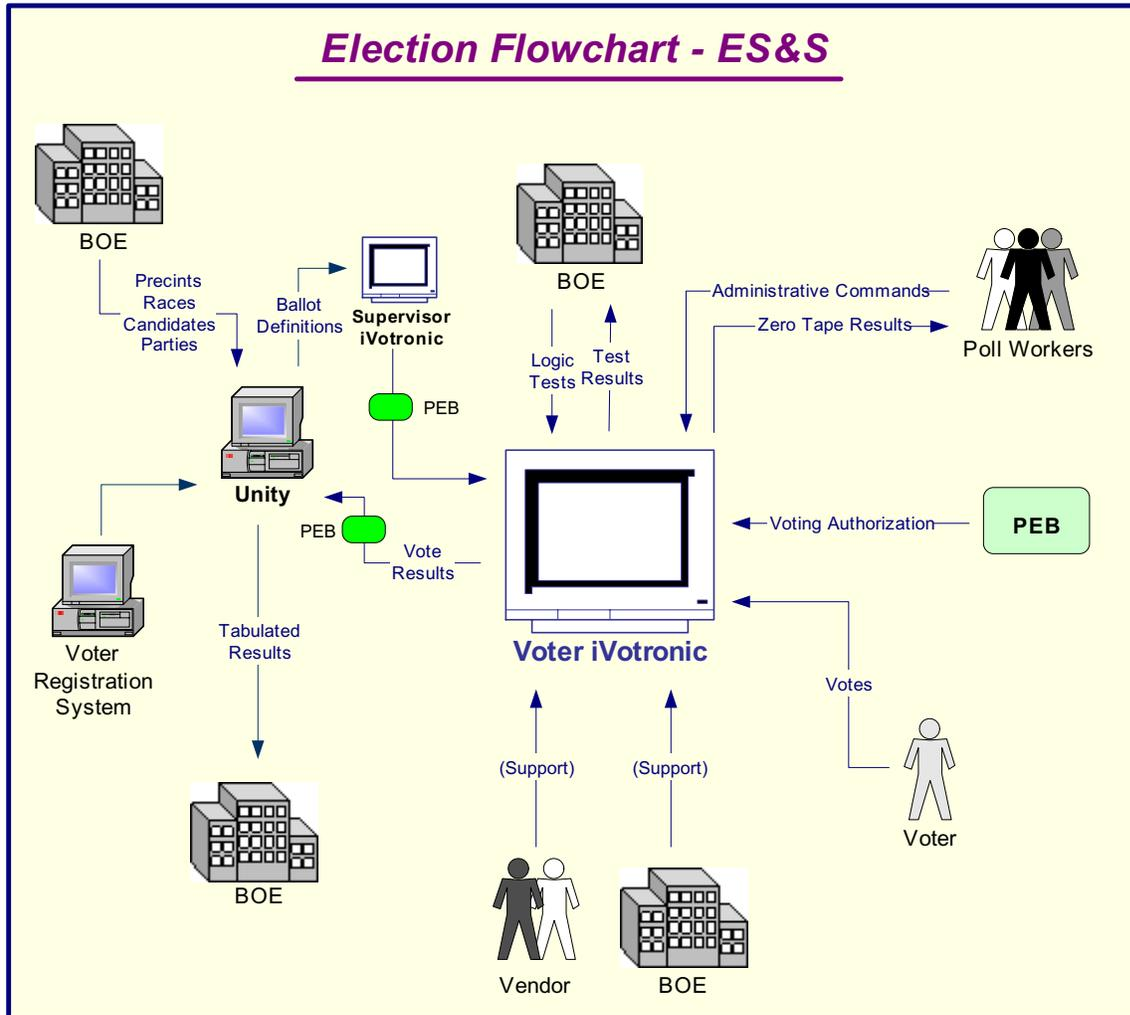 Election Flowchart - ES&S
BOE
Precints
Races
Candidates
Parties
Ballot
Definitions
Supervisor
iVotronic
PEB
BOE
Logic
Tests
Test
Results
Administrative Commands
Zero Tape Results
Poll Workers
Unity
PEB
Vote
Results
Voting Authorization
PEB
Voter
Registration
System
Tabulated
Results
Voter iVotronic
Votes
Voter
(Support)
(Support)
BOE
Vendor
BOE